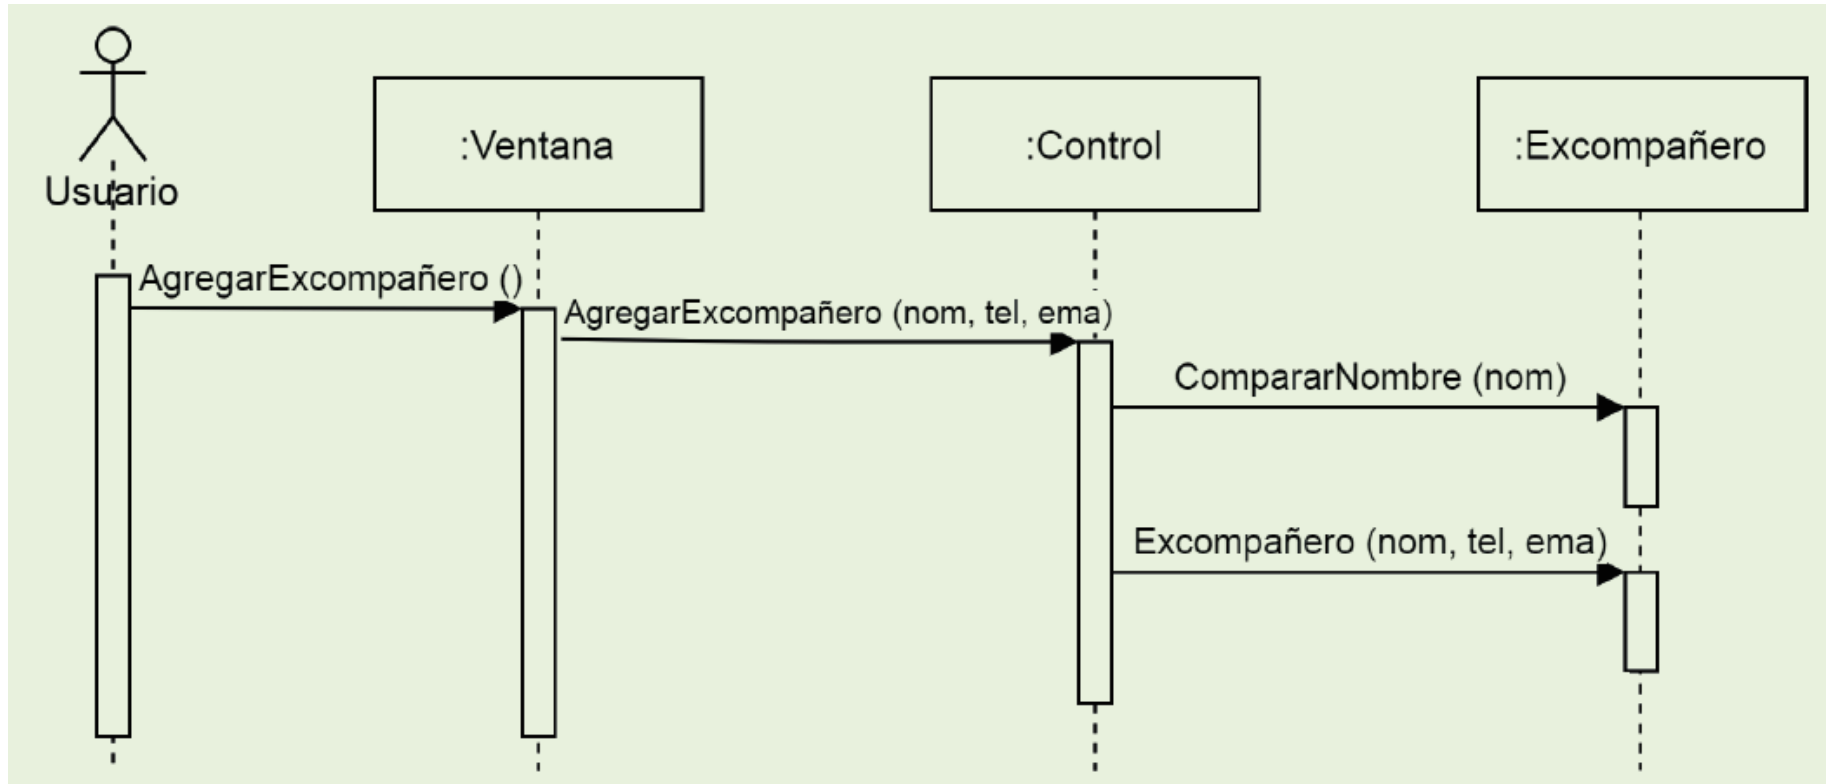 :Ventana
:Control
:Excompañero
Usuario
AgregarExcompañero ()
AgregarExcompañero (nom, tel, ema)
CompararNombre (nom)
Excompañero (nom, tel, ema)